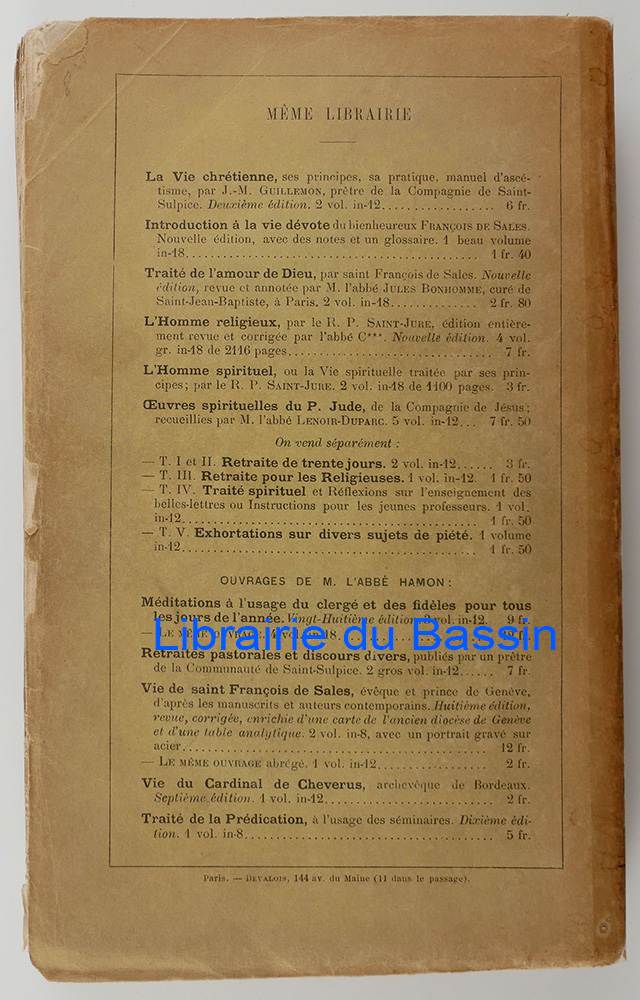 MÊME LIBRAIRIE
La Vie chrétienne, ses principes, sa pratique, manuel d'ascé-
tisme, par J.-M. GUILLEMON, prêtre de la Compagnie de Saint-
Sulpice. Deuxième édition. 2 vol. in-12.................. 6 fr.
Introduction à la vie dévote du bienheureux FRANÇOIS DE SALES.
Nouvelle édition, avec des notes et un glossaire. 1 beau volume
in-18................................................ 1 fr. 40
Traité de l'amour de Dieu, par saint François de Sales. Nouvelle
édition, revue et annotée par M. l'abbé JULES BONHOMME, curé de
Saint-Jean-Baptiste, à Paris. 2 vol. in-18.............. 2 fr. 80
L'Homme religieux, par le R. P. SAINT-JURE, édition entière-
ment revue et corrigée par l'abbé C***. Nouvelle édition. 4 vol.
gr. in-18 de 2116 pages.................................. 7 fr.
L'Homme spirituel, ou la Vie spirituelle traitée par ses prin-
cipes; par le R. P. SAINT-JURE. 2 vol. in-18 de 1100 pages. 3 fr.
Œuvres spirituelles du P. Jude, de la Compagnie de Jésus;
recueillies par M. l'abbé LENOIR-DUPARC. 5 vol. in-12... 7 fr. 50
On vend séparément :
— T. I et II. Retraite de trente jours. 2 vol. in-12...... 3 fr.
— T. III. Retraite pour les Religieuses. 1 vol. in-12. 1 fr. 50
— T. IV. Traité spirituel et Réflexions sur l'enseignement des
belles-lettres ou Instructions pour les jeunes professeurs. 1 vol.
in-12................................................ 1 fr. 50
— T. V. Exhortations sur divers sujets de piété. 1 volume
in-12................................................ 1 fr. 50
OUVRAGES DE M. L'ABBÉ HAMON :
Méditations à l'usage du clergé et des fidèles pour tous
les jours de l'année. Vingt-Huitième édition. vol. in-12. 9 fr.
— LE MÊME OUVRAGE. 4 vol. in-18. fr.
Librairie du Bassin
Retraites pastorales et discours divers, publiés par un prêtre
de la Communauté de Saint-Sulpice. 2 gros vol. in-12...... 7 fr.
Vie de saint François de Sales, évêque et prince de Genève,
d'après les manuscrits et auteurs contemporains. Huitième édition,
revue, corrigée, enrichie d'une carte de l'ancien diocèse de Genève
et d'une table analytique. 2 vol. in-8, avec un portrait gravé sur
acier.................................................. 12 fr.
— LE MÊME OUVRAGE abrégé. 1 vol. in-12.................. 2 fr.
Vie du Cardinal de Cheverus, archevêque de Bordeaux.
Septième édition. 1 vol. in-12............................ 2 fr.
Traité de la Prédication, à l'usage des séminaires. Dixième édi-
tion. 1 vol. in-8........................................ 5 fr.
Paris. — DEVALOIS, 144 av. du Maine (11 dans le passage).